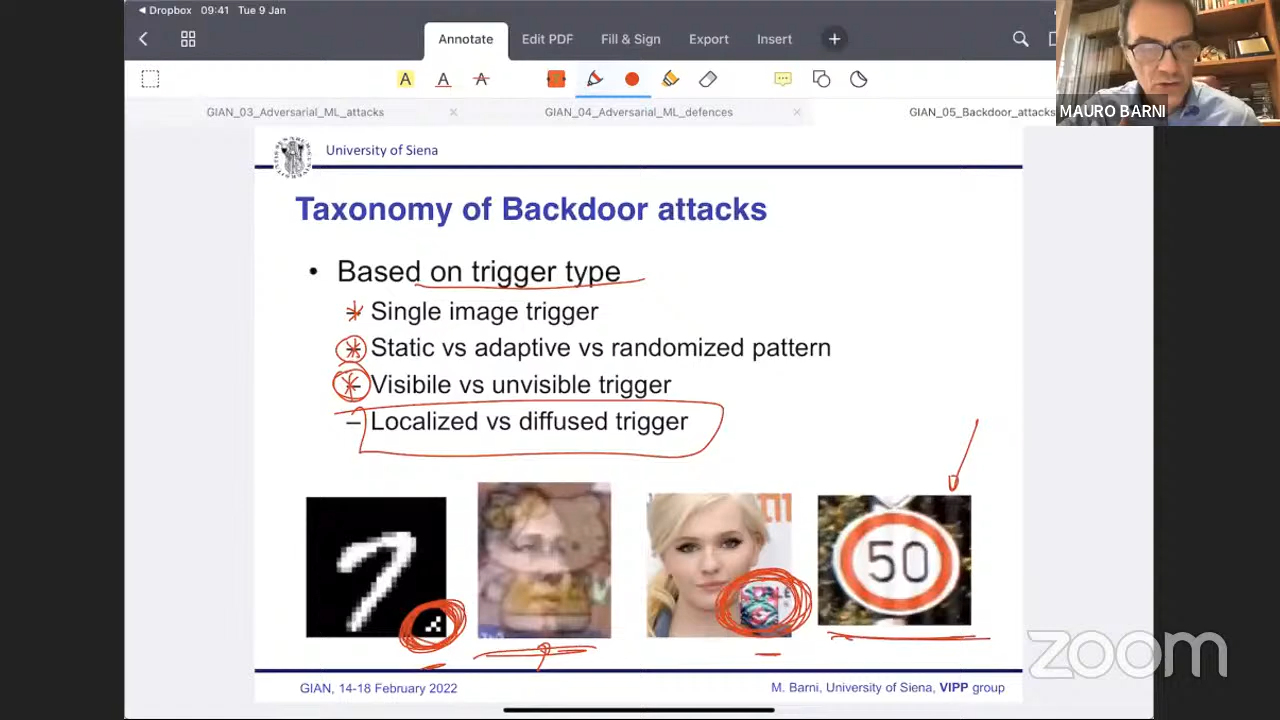 Dropbox 09:41 Tue 9 Jan
Annotate Edit PDF Fill & Sign Export Insert
A A A
GIAN_03_Adversarial_ML_attacks GIAN_04_Adversarial_ML_defences GIAN_05_Backdoor_attacks
MAURO BARNI
University of Siena
Taxonomy of Backdoor attacks
• Based on trigger type
Single image trigger
Static vs adaptive vs randomized pattern
– Visibile vs unvisible trigger
– Localized vs diffused trigger
7
50
zoom
GIAN, 14-18 February 2022 M. Barni, University of Siena, VIPP group